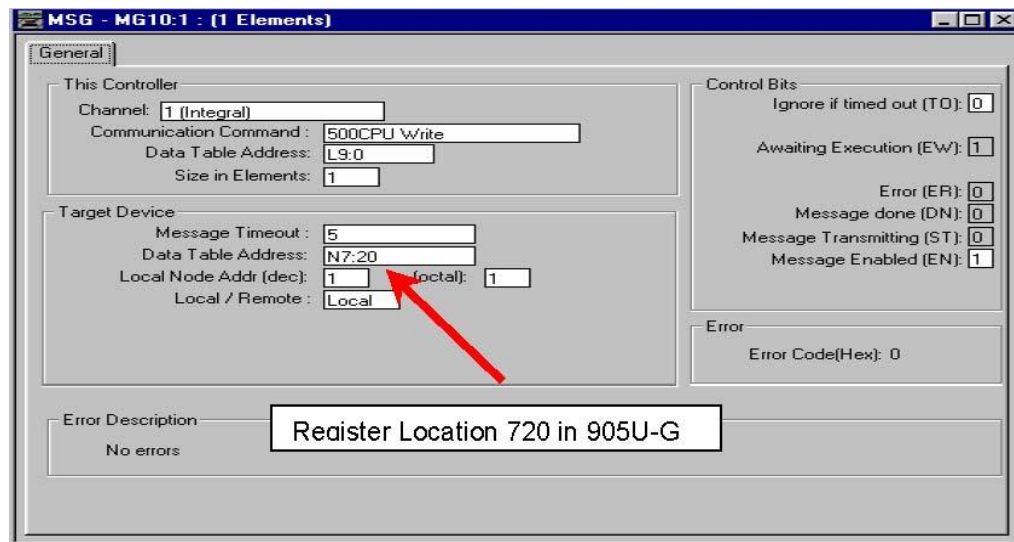 MSG - MG10:1 : (1 Elements)
General
This Controller
Channel: 1 (Integral)
Communication Command : 500CPU Write
Data Table Address: L9:0
Size in Elements: 1
Target Device
Message Timeout : 5
Data Table Address: N7:20
Local Node Addr (dec): 1 (octal): 1
Local / Remote : Local
Control Bits
Ignore if timed out (TO): 0
Awaiting Execution (EW): 1
Error (ER): 0
Message done (DN): 0
Message Transmitting (ST): 0
Message Enabled (EN): 1
Error
Error Code(Hex): 0
Error Description
No errors
Register Location 720 in 905U-G